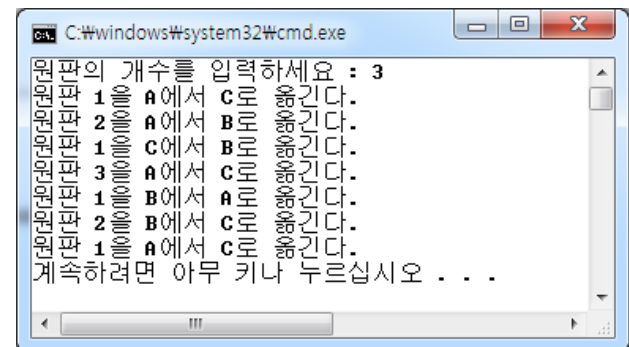 C:₩windows₩system32₩cmd.exe
원판의 개수를 입력하세요 : 3
원판 1을 A에서 C로 옮긴다.
원판 2을 A에서 B로 옮긴다.
원판 1을 C에서 B로 옮긴다.
원판 3을 A에서 C로 옮긴다.
원판 1을 B에서 A로 옮긴다.
원판 2을 B에서 C로 옮긴다.
원판 1을 A에서 C로 옮긴다.
계속하려면 아무 키나 누르십시오 . . .